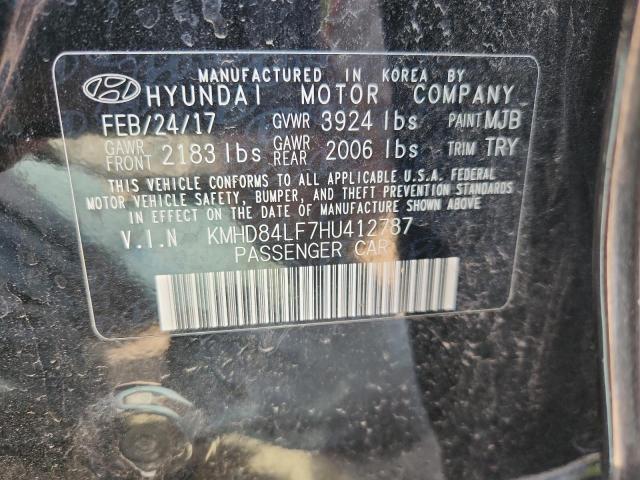 MANUFACTURED IN KOREA BY
HYUNDAI MOTOR COMPANY
FEB/24/17 GVWR 3924 lbs PAINT MJB
GAWR FRONT 2183 lbs GAWR REAR 2006 lbs TRIM TRY
THIS VEHICLE CONFORMS TO ALL APPLICABLE U.S.A. FEDERAL
MOTOR VEHICLE SAFETY, BUMPER, AND THEFT PREVENTION STANDARDS
IN EFFECT ON THE DATE OF MANUFACTURE SHOWN ABOVE.
V.I.N KMHD84LF7HU412787
PASSENGER CAR